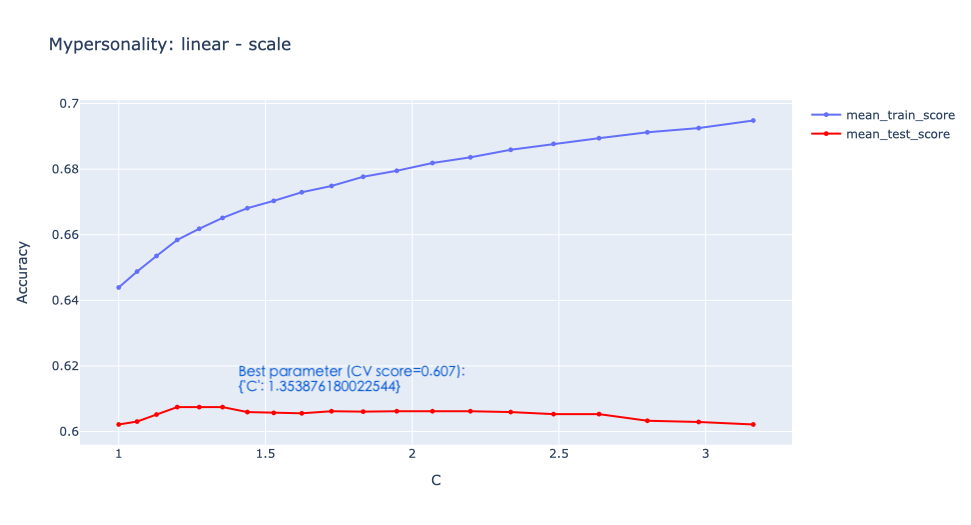 Mypersonality: linear - scale
mean_train_score
mean_test_score
Accuracy
0.7
0.68
0.66
0.64
0.62
0.6
Best parameter (CV score=0.607):
{'C': 1.353876180022544}
1
1.5
2
2.5
3
C